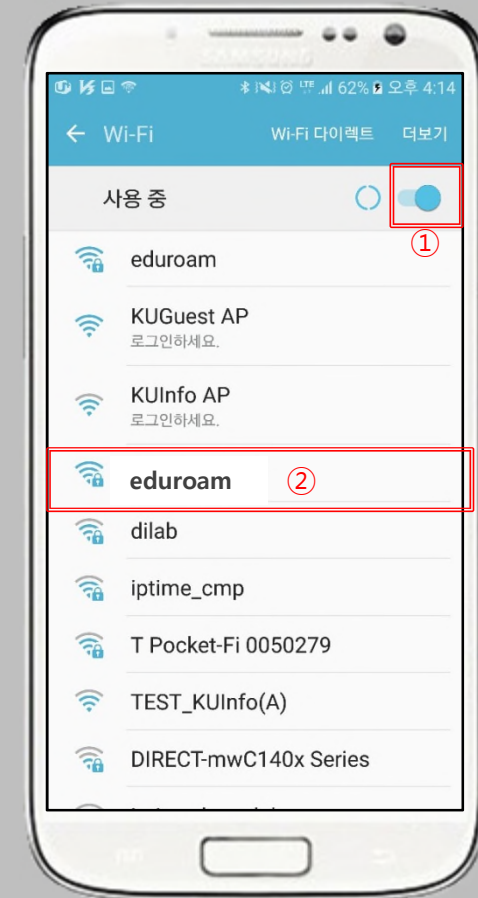 SAMSUNG
LTE 62% 오후 4:14
Wi-Fi Wi-Fi 다이렉트 더보기
사용 중
①
eduroam
KUGuest AP
로그인하세요.
KUInfo AP
로그인하세요.
eduroam ②
dilab
iptime_cmp
T Pocket-Fi 0050279
TEST_KUInfo(A)
DIRECT-mwC140x Series